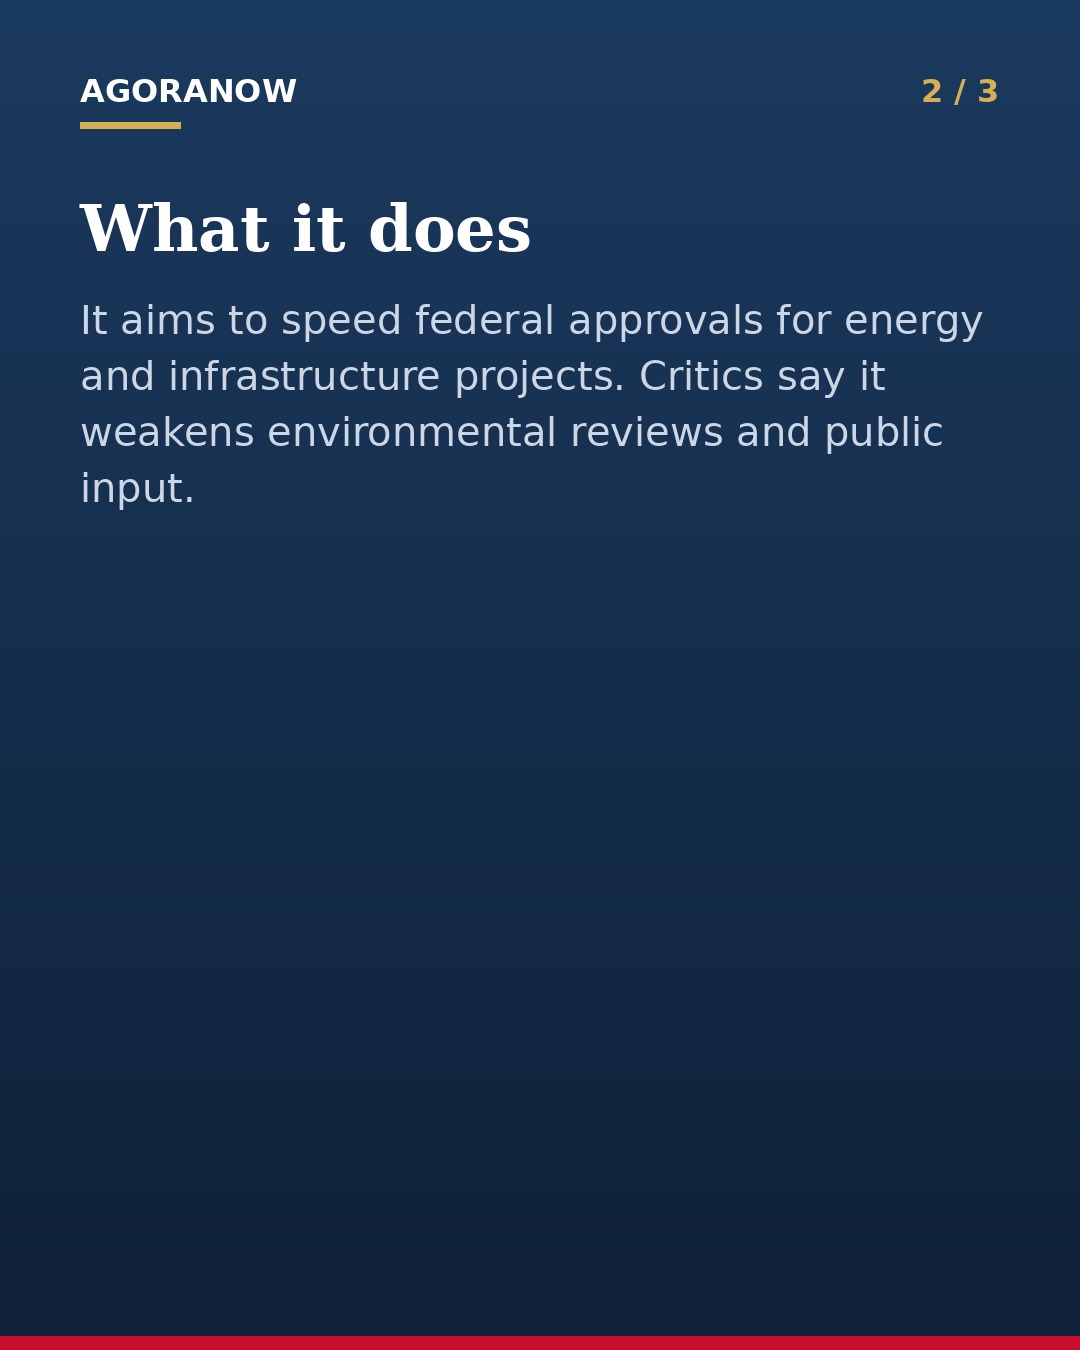 AGORANOW
2 / 3
What it does
It aims to speed federal approvals for energy
and infrastructure projects. Critics say it
weakens environmental reviews and public
input.